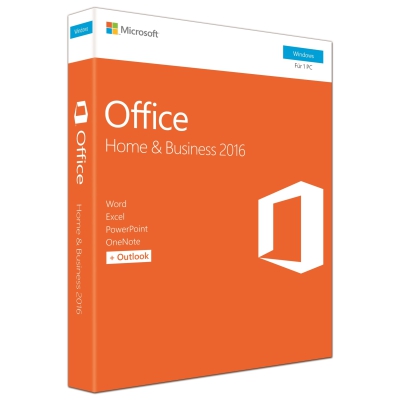 Microsoft
Windows
Für 1 PC
Office
Home & Business 2016
Word
Excel
PowerPoint
OneNote
+ Outlook
Office
Home & Business 2016